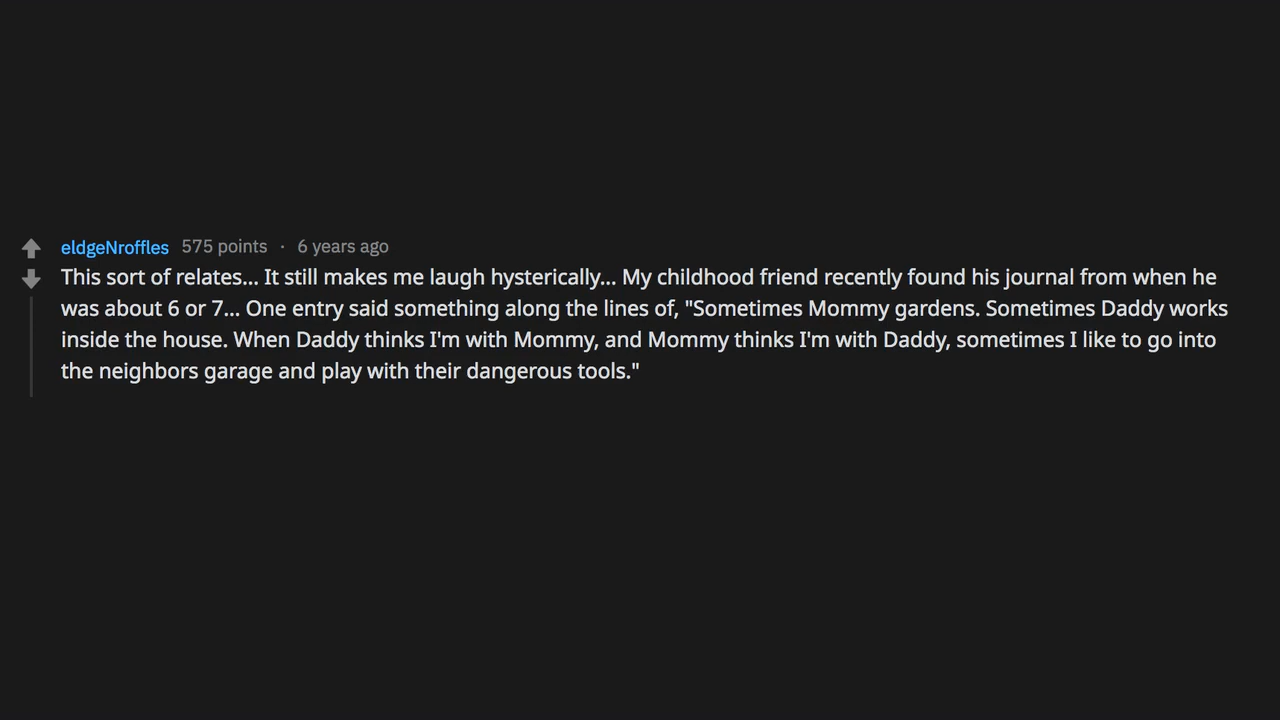 eldgeNroffles 575 points · 6 years ago
This sort of relates... It still makes me laugh hysterically... My childhood friend recently found his journal from when he
was about 6 or 7... One entry said something along the lines of, "Sometimes Mommy gardens. Sometimes Daddy works
inside the house. When Daddy thinks I'm with Mommy, and Mommy thinks I'm with Daddy, sometimes I like to go into
the neighbors garage and play with their dangerous tools."